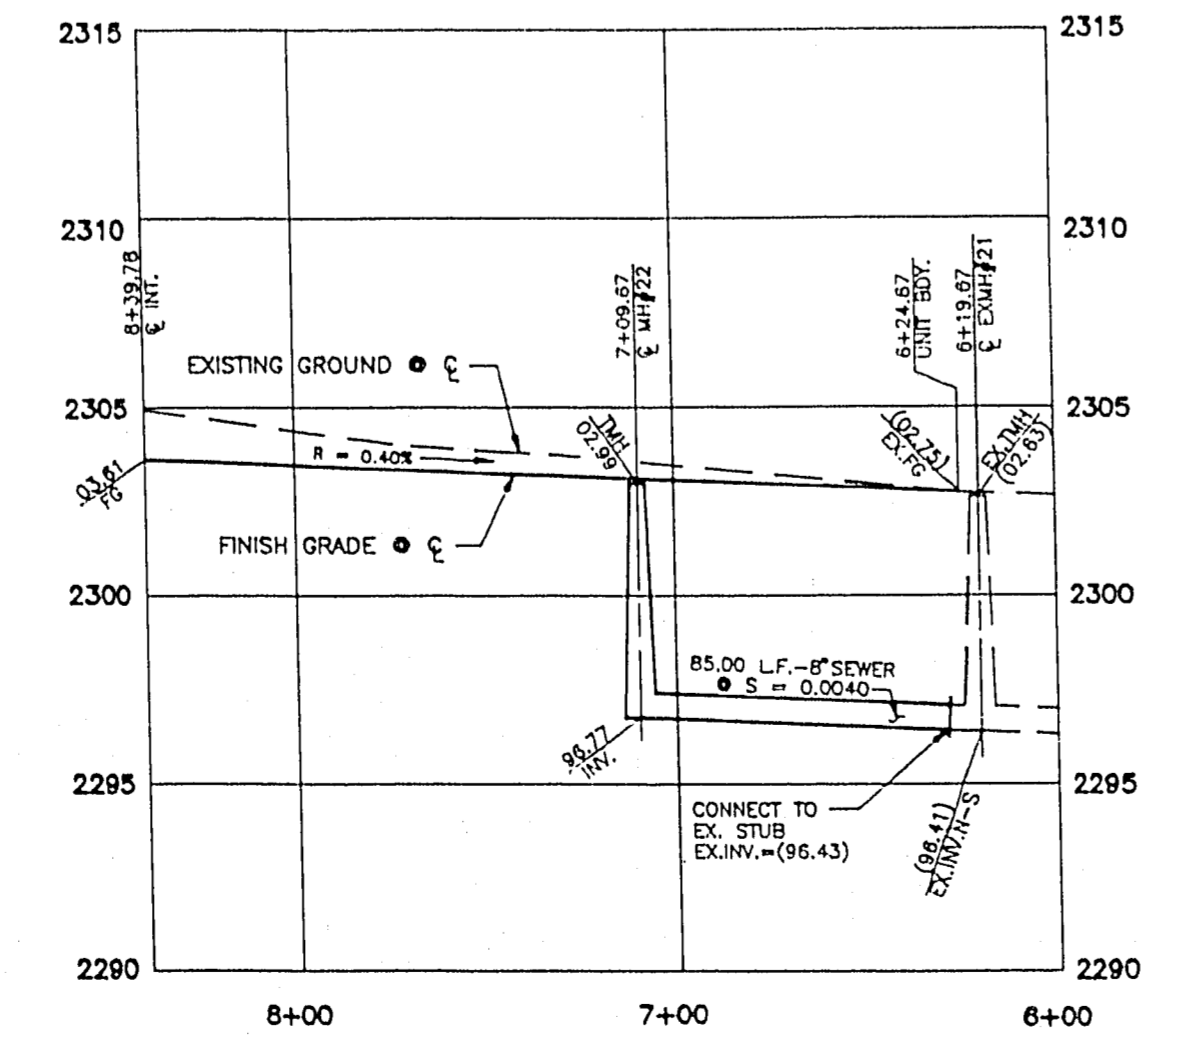 2315
2315
2310
2310
8+39.78
℄ INT.
7+09.67
℄ MH#22
6+24.67
UNIT BDY.
6+19.67
℄ EXMH#21
EXISTING GROUND @ ℄
2305
2305
TMH
02.99
(02.75)
EX.FG
EX.TMH
(02.63)
R = 0.40%
03.61
FG
FINISH GRADE @ ℄
2300
2300
85.00 L.F.-8" SEWER
@ S = 0.0040
96.77
INV.
2295
2295
CONNECT TO
EX. STUB
EX.INV.=(96.43)
(96.41)
EX.INV.N-S
2290
2290
8+00
7+00
6+00